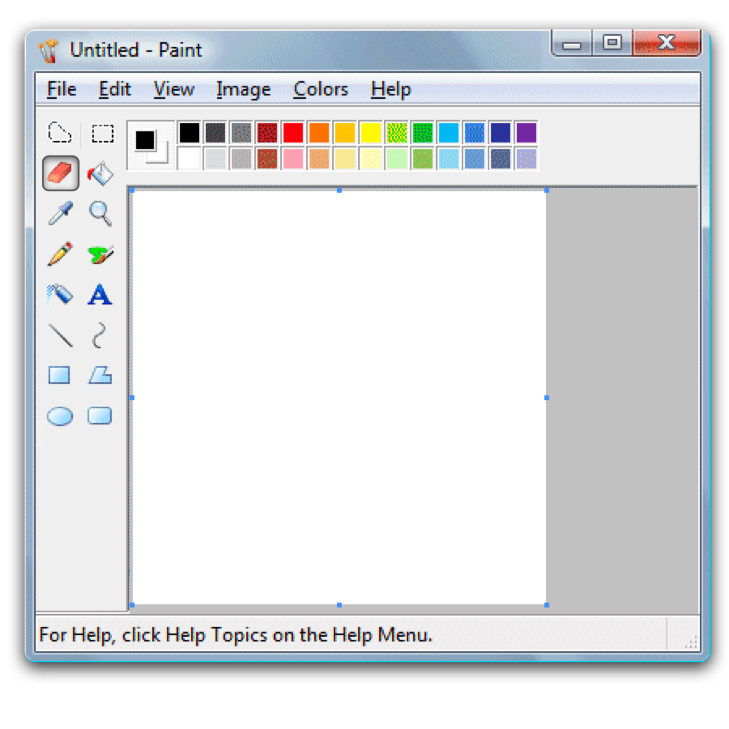 Untitled - Paint
File Edit View Image Colors Help
A
For Help, click Help Topics on the Help Menu.